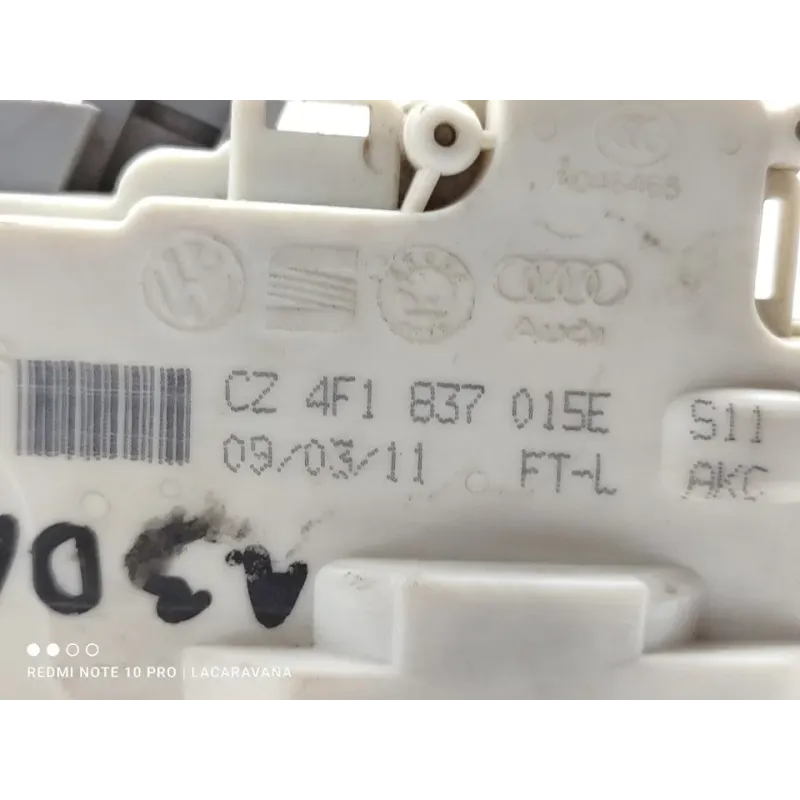 Audi
CZ 4F1 837 015E S11
09/03/11 FT-L AKC
REDMI NOTE 10 PRO | LACARAVANA